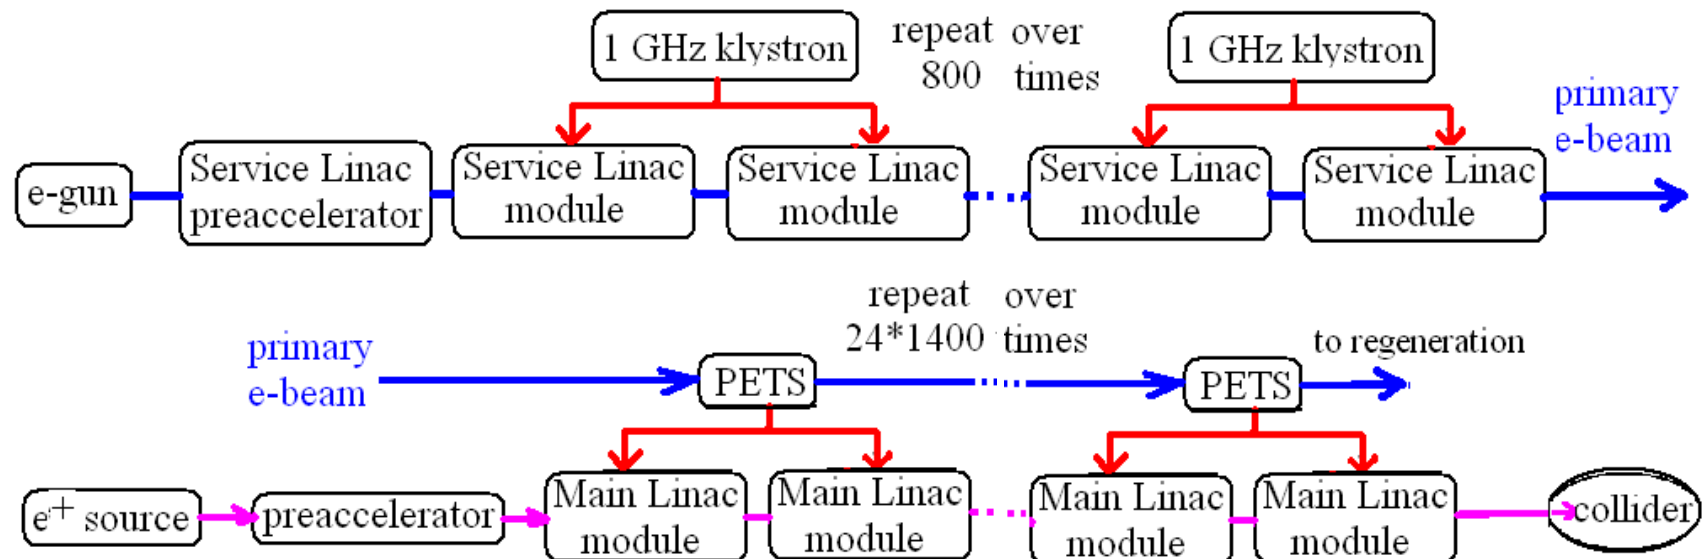 1 GHz klystron
repeat over
800 times
1 GHz klystron
primary
e-beam
e-gun
Service Linac
preaccelerator
Service Linac
module
Service Linac
module
Service Linac
module
Service Linac
module
repeat over
24*1400 times
primary
e-beam
PETS
PETS
to regeneration
e+ source
preaccelerator
Main Linac
module
Main Linac
module
Main Linac
module
Main Linac
module
collider